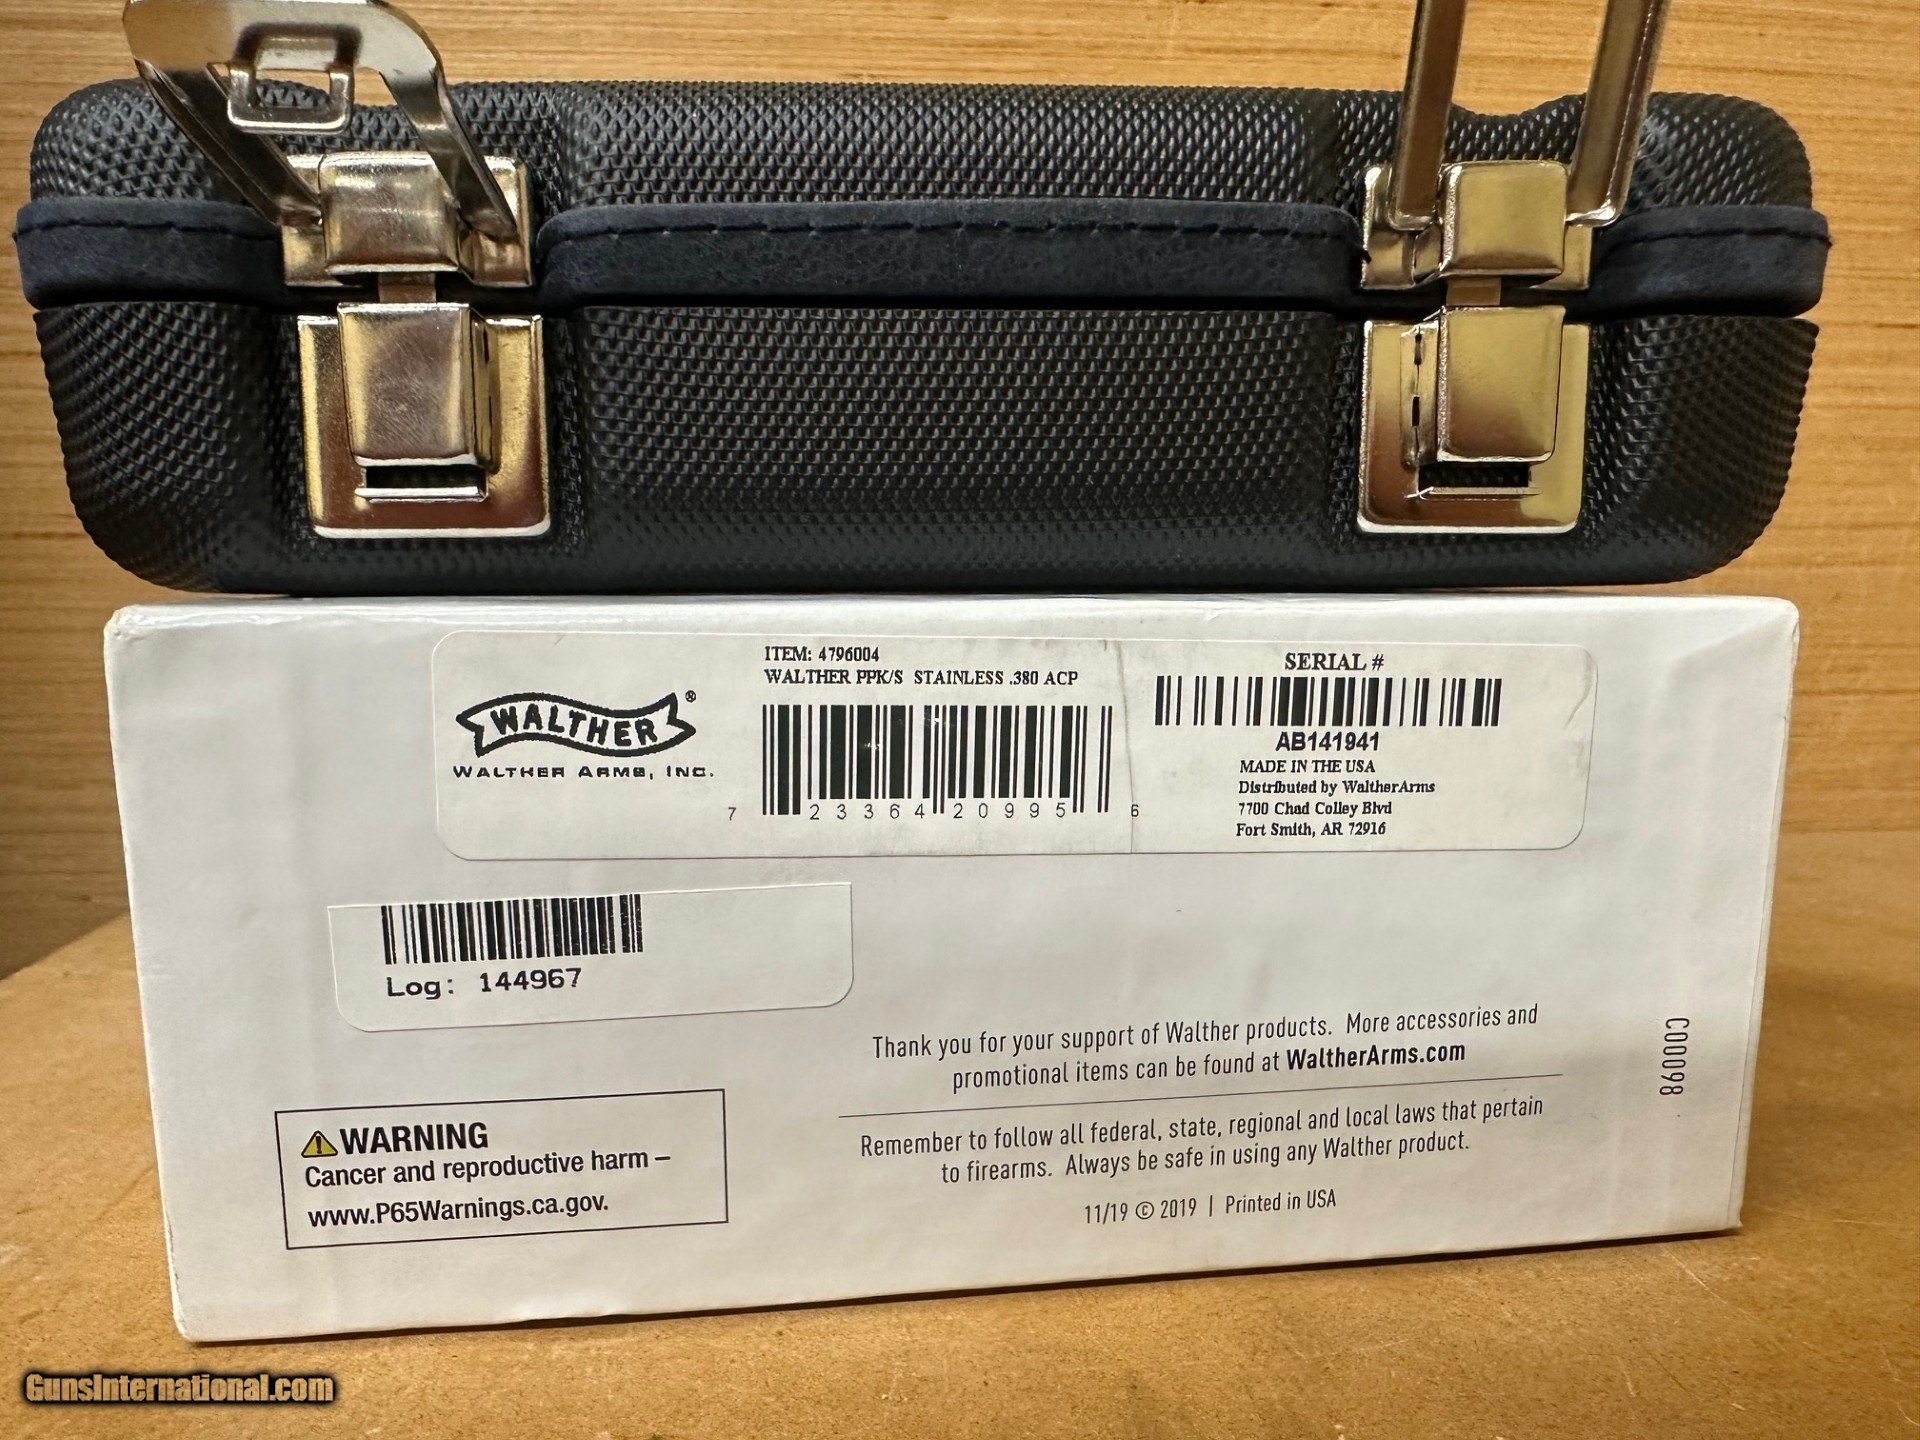 WALTHER®
WALTHER ARMS, INC.
ITEM: 4796004
WALTHER PPK/S STAINLESS .380 ACP
7 23364 20995 6
SERIAL #
AB141941
MADE IN THE USA
Distributed by WaltherArms
7700 Chad Colley Blvd
Fort Smith, AR 72916
Log: 144967
WARNING
Cancer and reproductive harm –
www.P65Warnings.ca.gov.
Thank you for your support of Walther products. More accessories and
promotional items can be found at WaltherArms.com
Remember to follow all federal, state, regional and local laws that pertain
to firearms. Always be safe in using any Walther product.
11/19 © 2019 | Printed in USA
C00098
GunsInternational.com